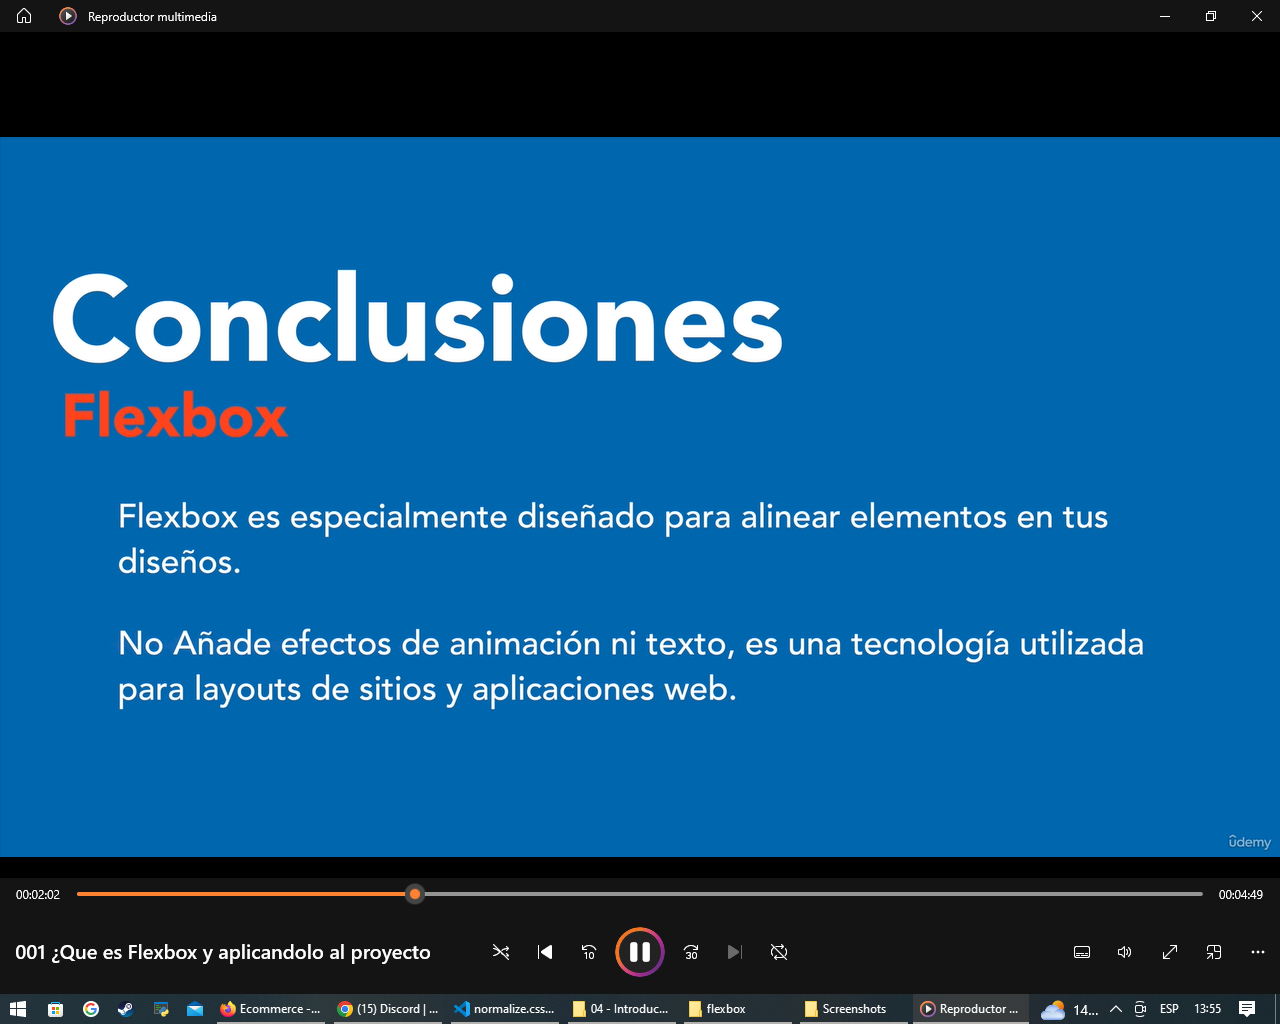 Reproductor multimedia
Conclusiones
Flexbox
Flexbox es especialmente diseñado para alinear elementos en tus
diseños.
No Añade efectos de animación ni texto, es una tecnología utilizada
para layouts de sitios y aplicaciones web.
ûdemy
00:02:02
00:04:49
001 ¿Que es Flexbox y aplicandolo al proyecto
10
30
Ecommerce -...
(15) Discord | ...
normalize.css...
04 - Introduc...
flexbox
Screenshots
Reproductor ...
14...
ESP
13:55